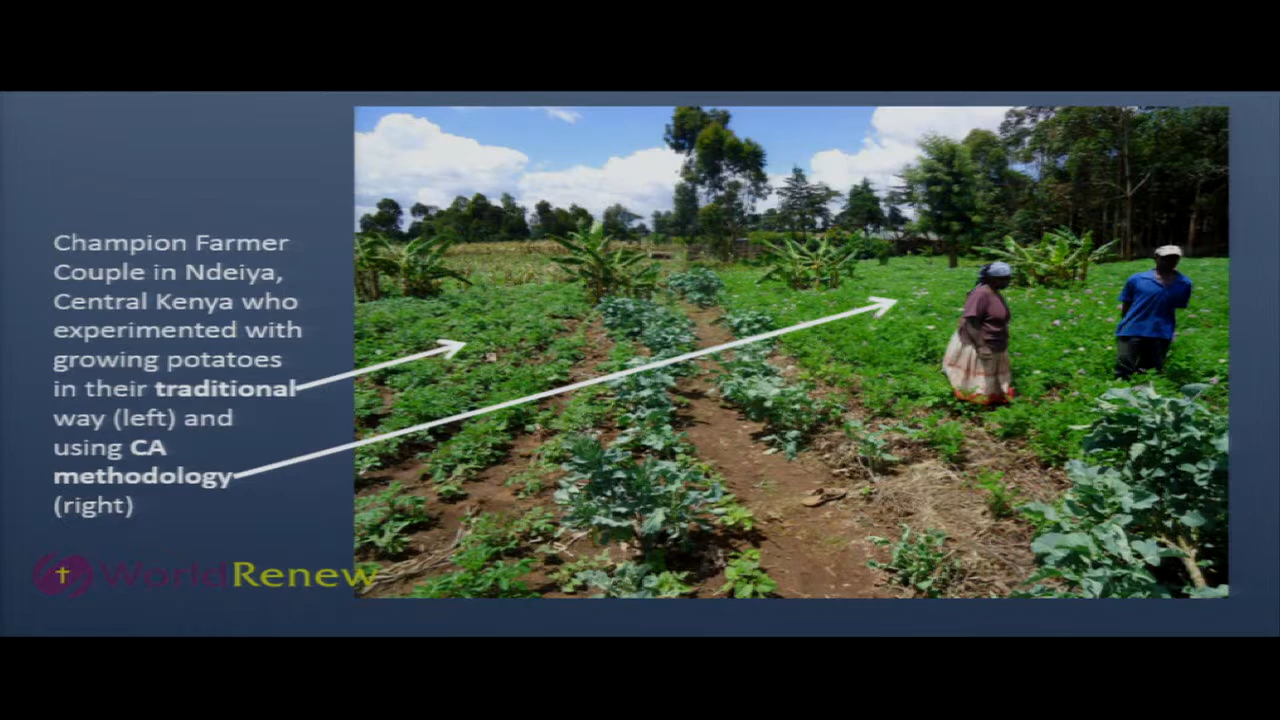 Champion Farmer
Couple in Ndeiya,
Central Kenya who
experimented with
growing potatoes
in their traditional
way (left) and
using CA
methodology
(right)
WorldRenew